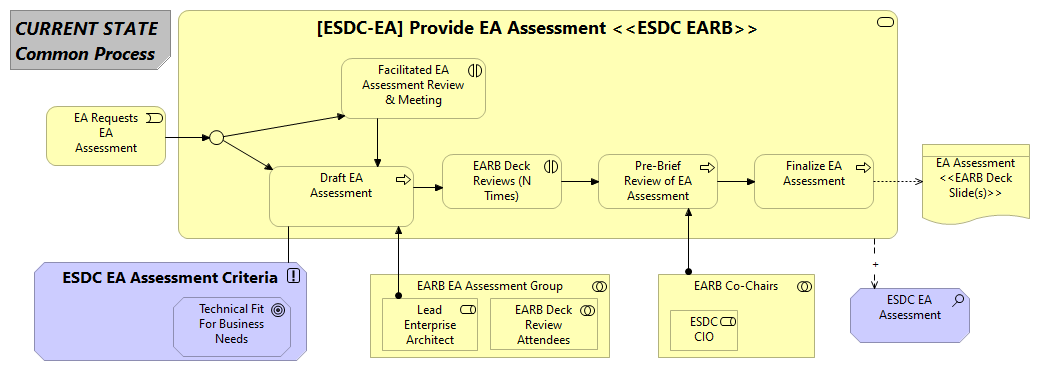 CURRENT STATE
Common Process
[ESDC-EA] Provide EA Assessment <<ESDC EARB>>
Facilitated EA
Assessment Review
& Meeting
EA Requests
EA
Assessment
Draft EA
Assessment
EARB Deck
Reviews (N
Times)
Pre-Brief
Review of EA
Assessment
Finalize EA
Assessment
EA Assessment
<<EARB Deck
Slide(s)>>
ESDC EA Assessment Criteria
Technical Fit
For Business
Needs
EARB EA Assessment Group
Lead
Enterprise
Architect
EARB Deck
Review
Attendees
EARB Co-Chairs
ESDC
CIO
+
ESDC EA
Assessment